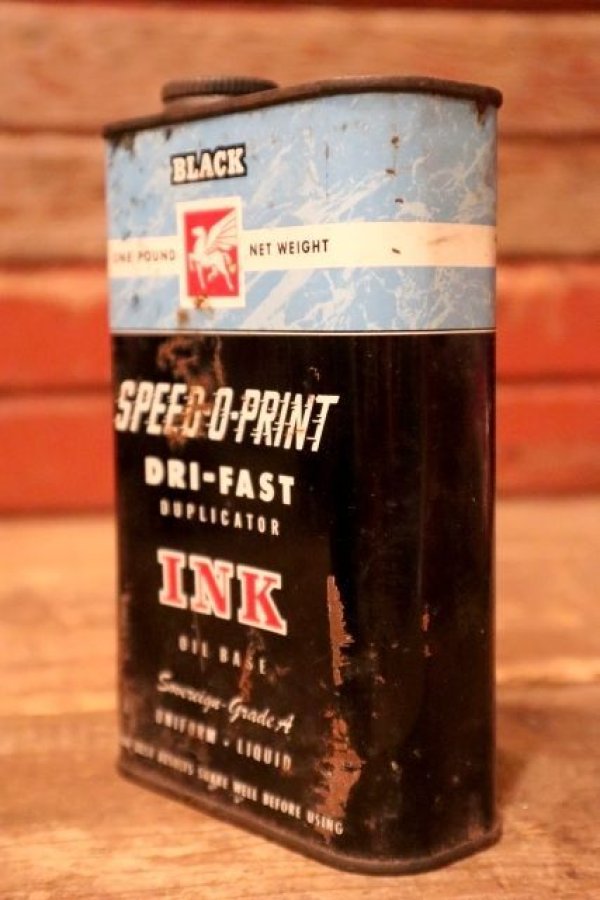 BLACK
ONE POUND NET WEIGHT
SPEED-O-PRINT
DRI-FAST
DUPLICATOR
INK
OIL BASE
Sovereign-Grade A
UNIFORM - LIQUID
SHAKE WELL BEFORE USING